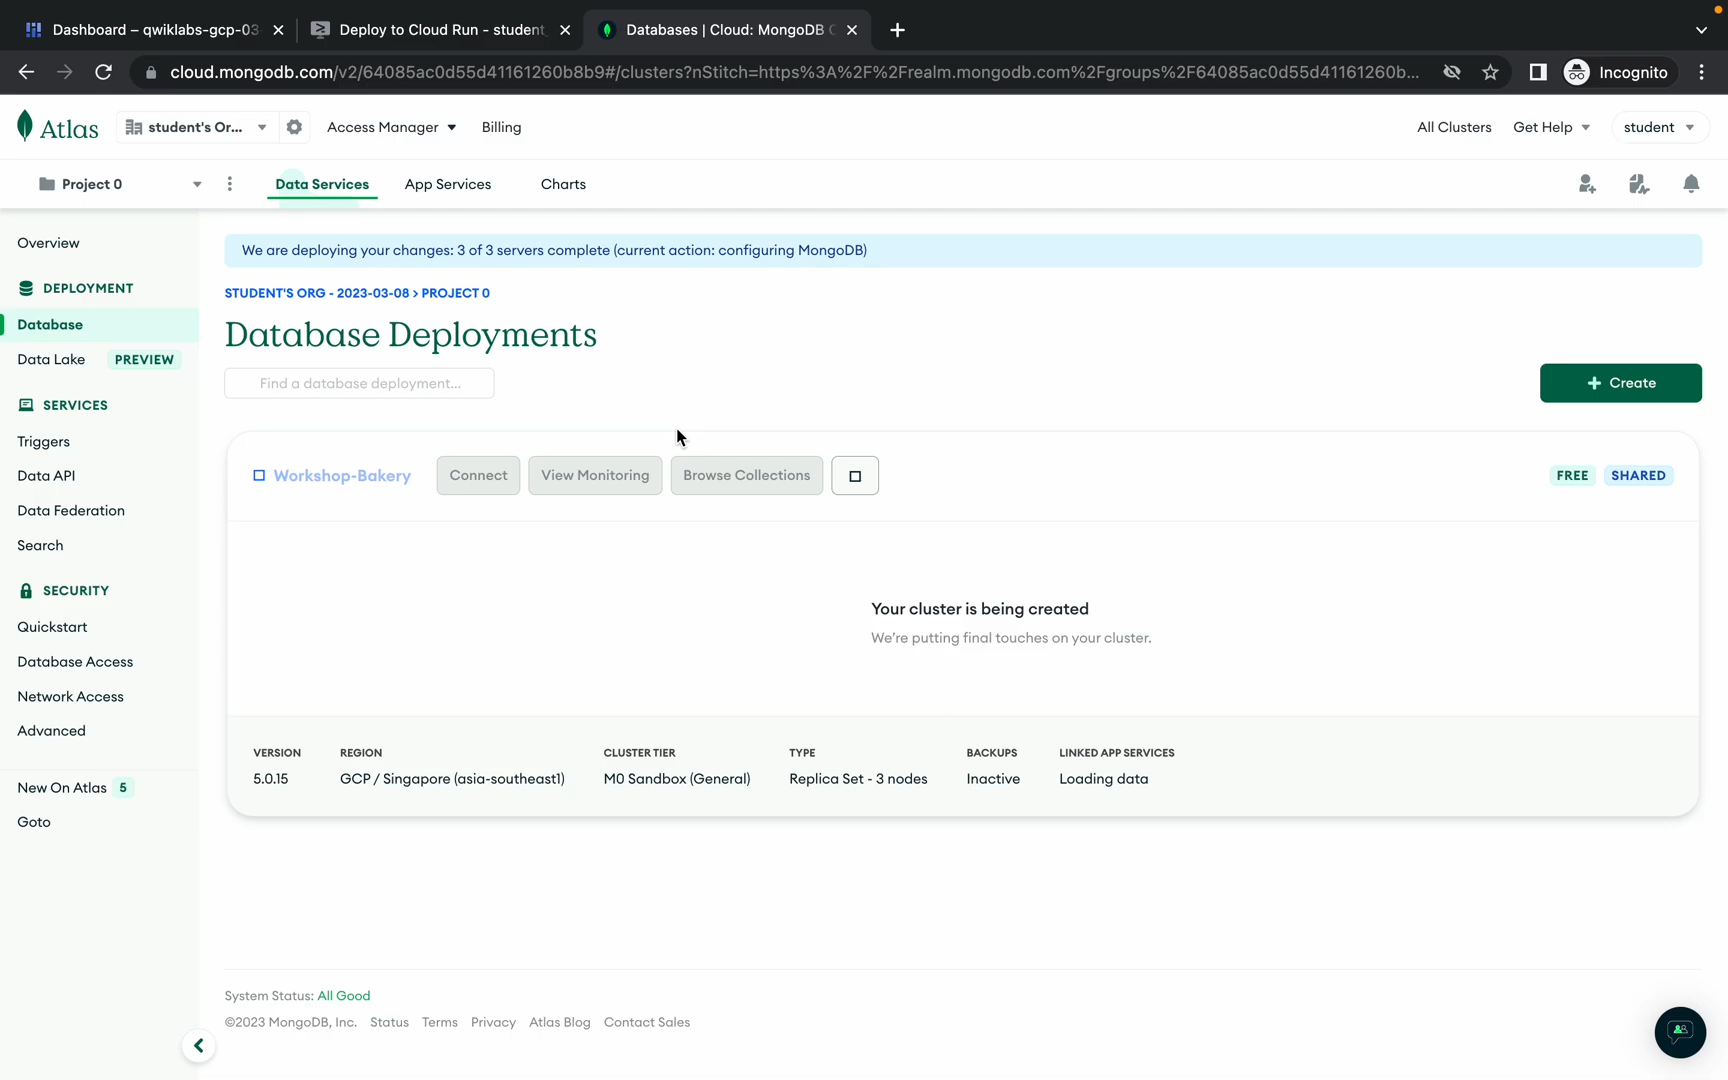 Dashboard – qwiklabs-gcp-03
Deploy to Cloud Run - student
Databases | Cloud: MongoDB C
cloud.mongodb.com/v2/64085ac0d55d41161260b8b9#/clusters?nStitch=https%3A%2F%2Frealm.mongodb.com%2Fgroups%2F64085ac0d55d41161260b...
Incognito
Atlas
student's Or...
Access Manager
Billing
All Clusters
Get Help
student
Project 0
Data Services
App Services
Charts
Overview
DEPLOYMENT
Database
Data Lake PREVIEW
SERVICES
Triggers
Data API
Data Federation
Search
SECURITY
Quickstart
Database Access
Network Access
Advanced
New On Atlas 5
Goto
We are deploying your changes: 3 of 3 servers complete (current action: configuring MongoDB)
STUDENT'S ORG - 2023-03-08 > PROJECT 0
Database Deployments
Find a database deployment...
+ Create
Workshop-Bakery
Connect
View Monitoring
Browse Collections
FREE
SHARED
Your cluster is being created
We're putting final touches on your cluster.
VERSION REGION CLUSTER TIER TYPE BACKUPS LINKED APP SERVICES
5.0.15 GCP / Singapore (asia-southeast1) M0 Sandbox (General) Replica Set - 3 nodes Inactive Loading data
System Status: All Good
©2023 MongoDB, Inc. Status Terms Privacy Atlas Blog Contact Sales